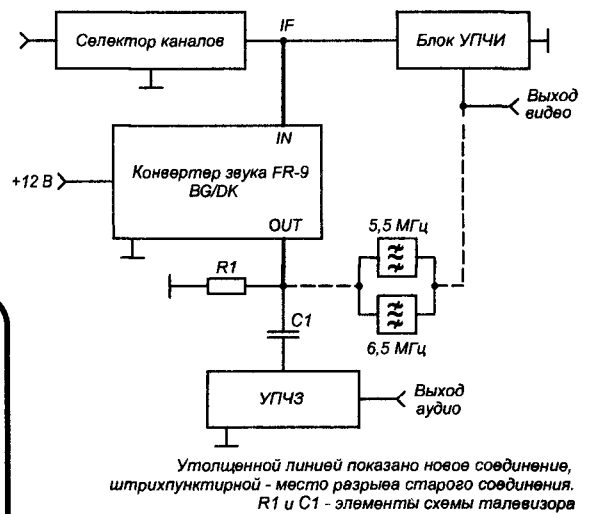 IF
Селектор каналов
Блок УПЧИ
Выход
видео
IN
+12 В
Конвертер звука FR-9
BG/DK
OUT
5,5 МГц
R1
6,5 МГц
C1
УПЧЗ
Выход
аудио
Утолщенной линией показано новое соединение,
штрихпунктирной - место разрыва старого соединения.
R1 и C1 - элементы схемы талевизора